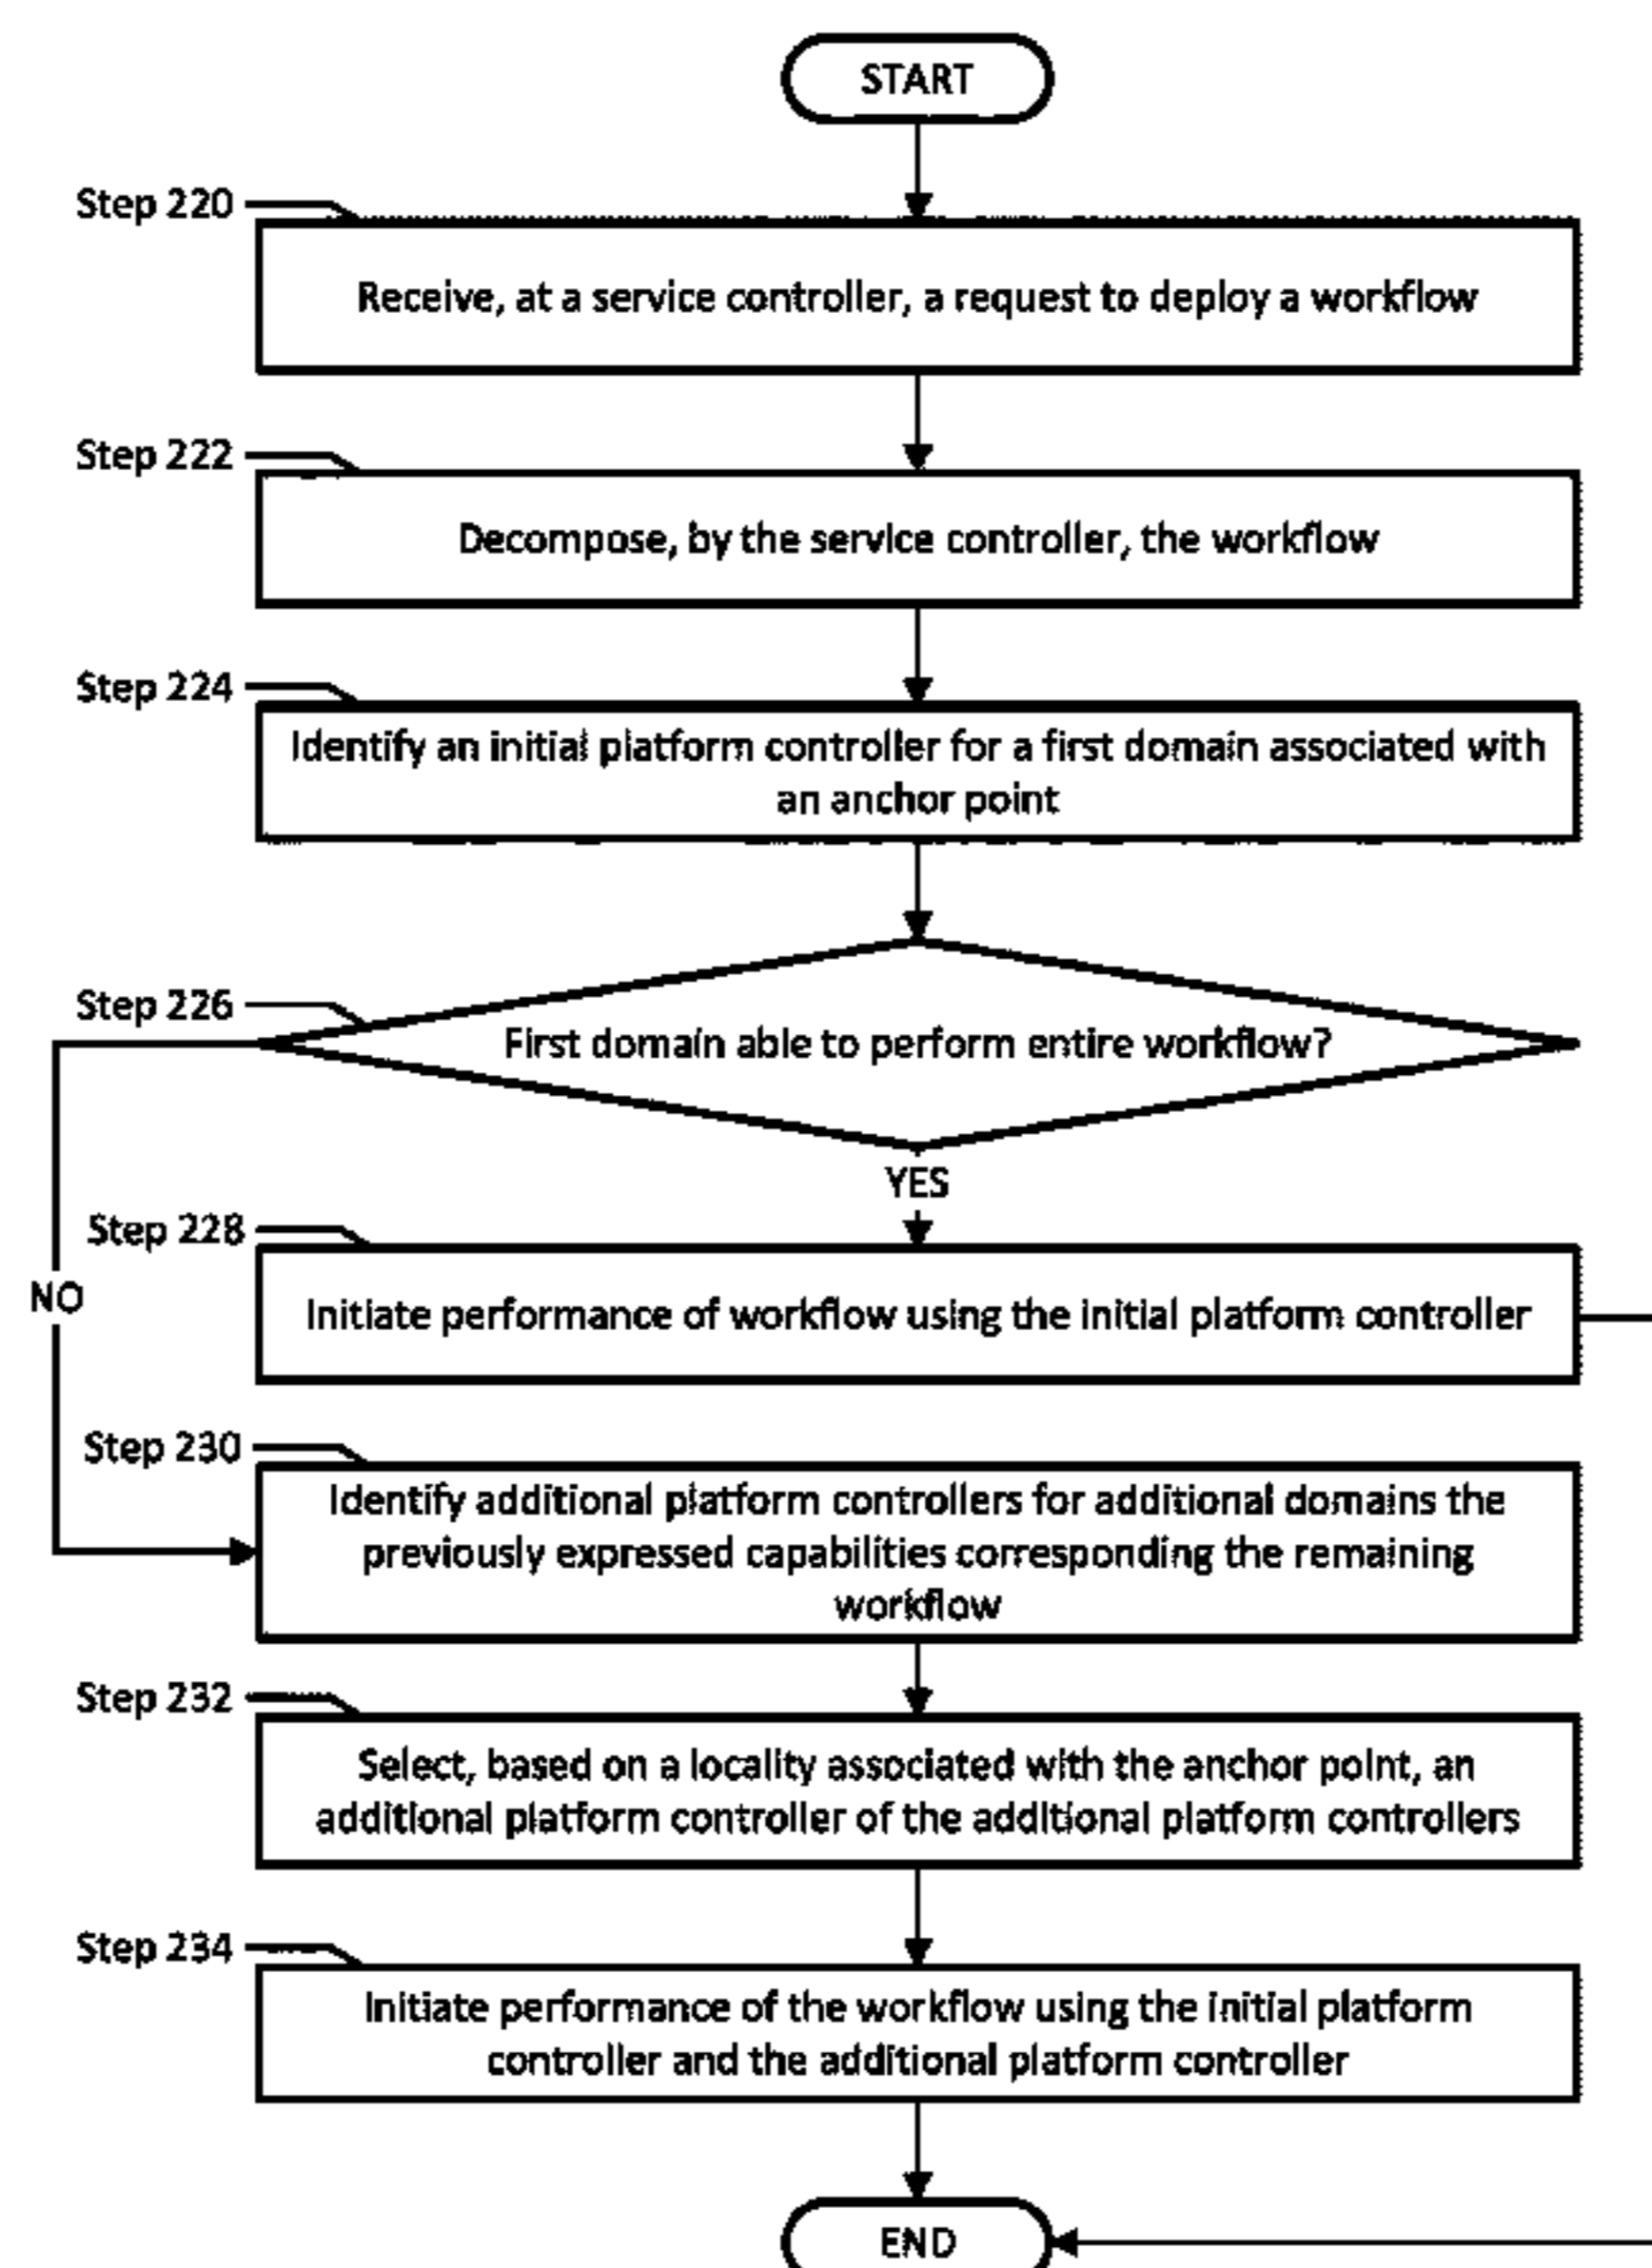 START
Step 220
Receive, at a service controller, a request to deploy a workflow
Step 222
Decompose, by the service controller, the workflow
Step 224
Identify an initial platform controller for a first domain associated with
an anchor point
Step 226
First domain able to perform entire workflow?
YES
Step 228
NO
Initiate performance of workflow using the initial platform controller
Step 230
Identify additional platform controllers for additional domains the
previously expressed capabilities corresponding the remaining
workflow
Step 232
Select, based on a locality associated with the anchor point, an
additional platform controller of the additional platform controllers
Step 234
Initiate performance of the workflow using the initial platform
controller and the additional platform controller
END